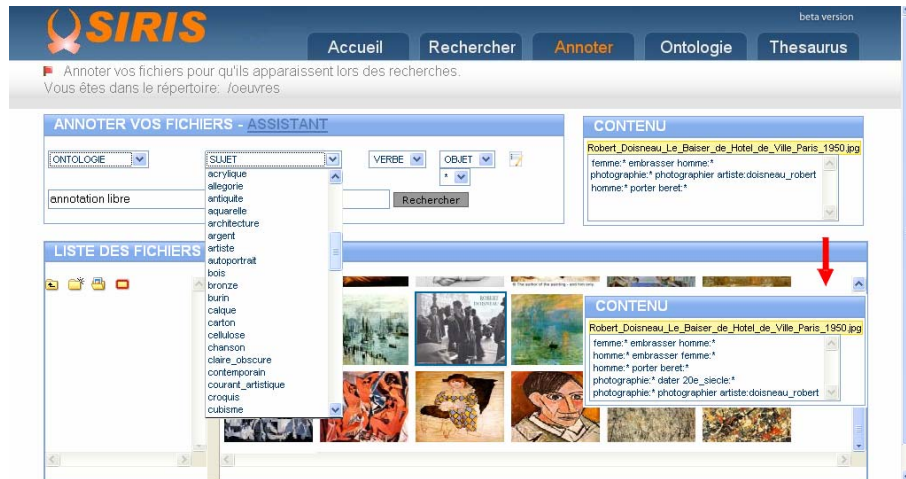 beta version
SIRIS
Accueil Rechercher Annoter Ontologie Thesaurus
Annoter vos fichiers pour qu'ils apparaissent lors des recherches.
Vous êtes dans le répertoire: /oeuvres
ANNOTER VOS FICHIERS - ASSISTANT
ONTOLOGIE SUJET VERBE OBJET
*
annotation libre Rechercher
acrylique
allegorie
antiquite
aquarelle
architecture
argent
artiste
autoportrait
bois
bronze
burin
calque
carton
cellulose
chanson
claire_obscure
contemporain
courant_artistique
croquis
cubisme
CONTENU
Robert_Doisneau_Le_Baiser_de_Hotel_de_Ville_Paris_1950.jpg
femme:* embrasser homme:*
photographie:* photographier artiste:doisneau_robert
homme:* porter beret:*
LISTE DES FICHIERS
ROBERT
DOISNEAU
CONTENU
Robert_Doisneau_Le_Baiser_de_Hotel_de_Ville_Paris_1950.jpg
femme:* embrasser homme:*
homme:* embrasser femme:*
homme:* porter beret:*
photographie:* dater 20e_siecle:*
photographie:* photographier artiste:doisneau_robert